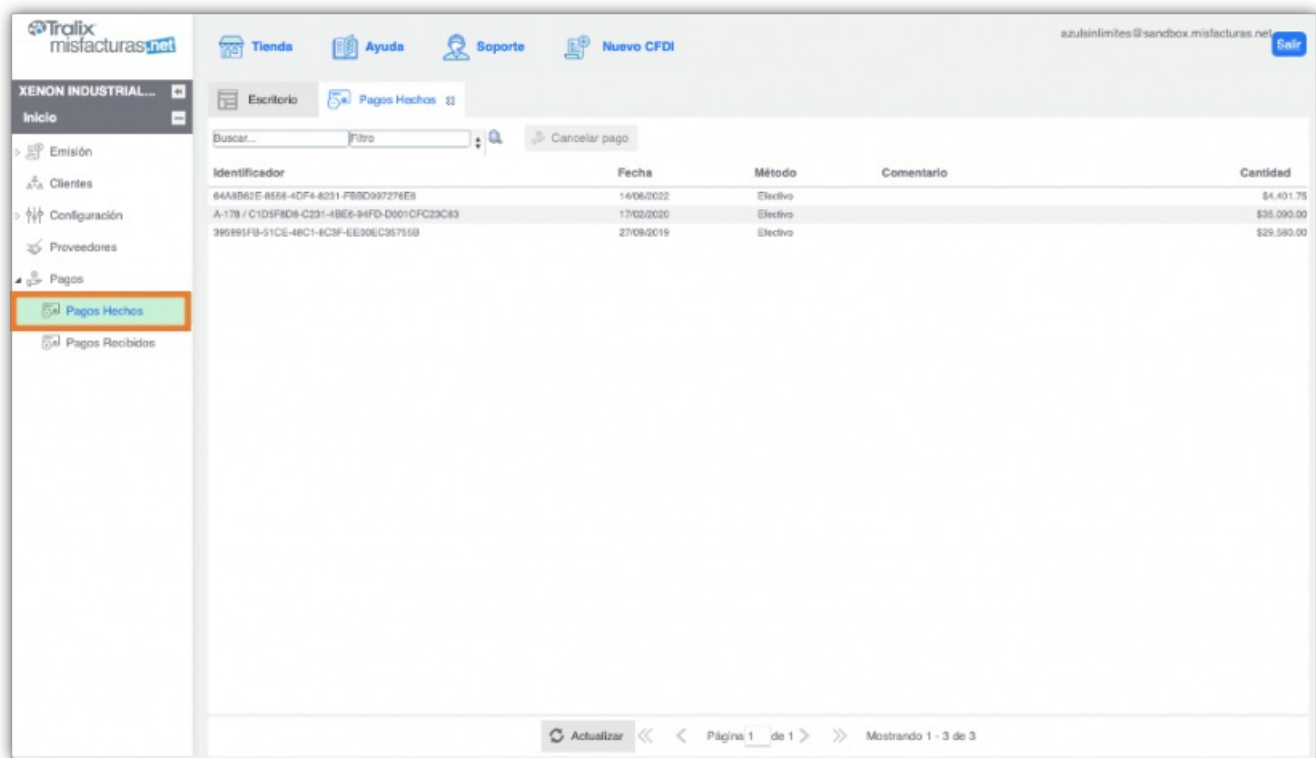 Tralix
misfacturas.net
Tienda
Ayuda
Soporte
Nuevo CFDI
azulsinlimites@sandbox.misfacturas.net
Salir
XENON INDUSTRIAL...
Inicio
Emisión
Clientes
Configuración
Proveedores
Pagos
Pagos Hechos
Pagos Recibidos
Escritorio
Pagos Hechos
Buscar...
Filtro
Cancelar pago
Identificador Fecha Método Comentario Cantidad
14/06/2022 Efectivo $4,401.75
17/02/2020 Efectivo $35,090.00
27/09/2019 Efectivo $29,580.00
Actualizar
Página 1 de 1
Mostrando 1 - 3 de 3